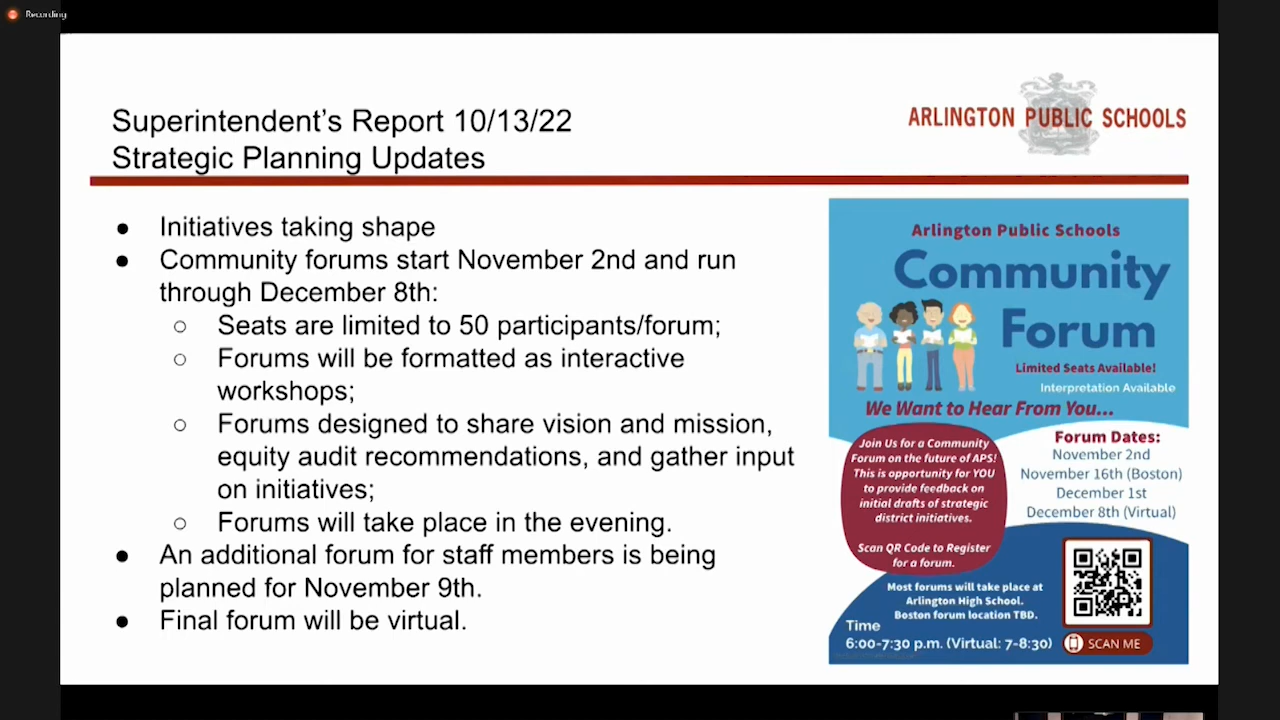 Recording
Superintendent's Report 10/13/22
Strategic Planning Updates
ARLINGTON PUBLIC SCHOOLS
● Initiatives taking shape
● Community forums start November 2nd and run
through December 8th:
○ Seats are limited to 50 participants/forum;
○ Forums will be formatted as interactive
workshops;
○ Forums designed to share vision and mission,
equity audit recommendations, and gather input
on initiatives;
○ Forums will take place in the evening.
● An additional forum for staff members is being
planned for November 9th.
● Final forum will be virtual.
Arlington Public Schools
Community
Forum
Limited Seats Available!
Interpretation Available
We Want to Hear From You...
Join Us for a Community
Forum on the future of APS!
This is opportunity for YOU
to provide feedback on
initial drafts of strategic
district initiatives.
Scan QR Code to Register
for a forum.
Forum Dates:
November 2nd
November 16th (Boston)
December 1st
December 8th (Virtual)
Most forums will take place at
Arlington High School.
Boston forum location TBD.
Time
6:00-7:30 p.m. (Virtual: 7-8:30)
SCAN ME